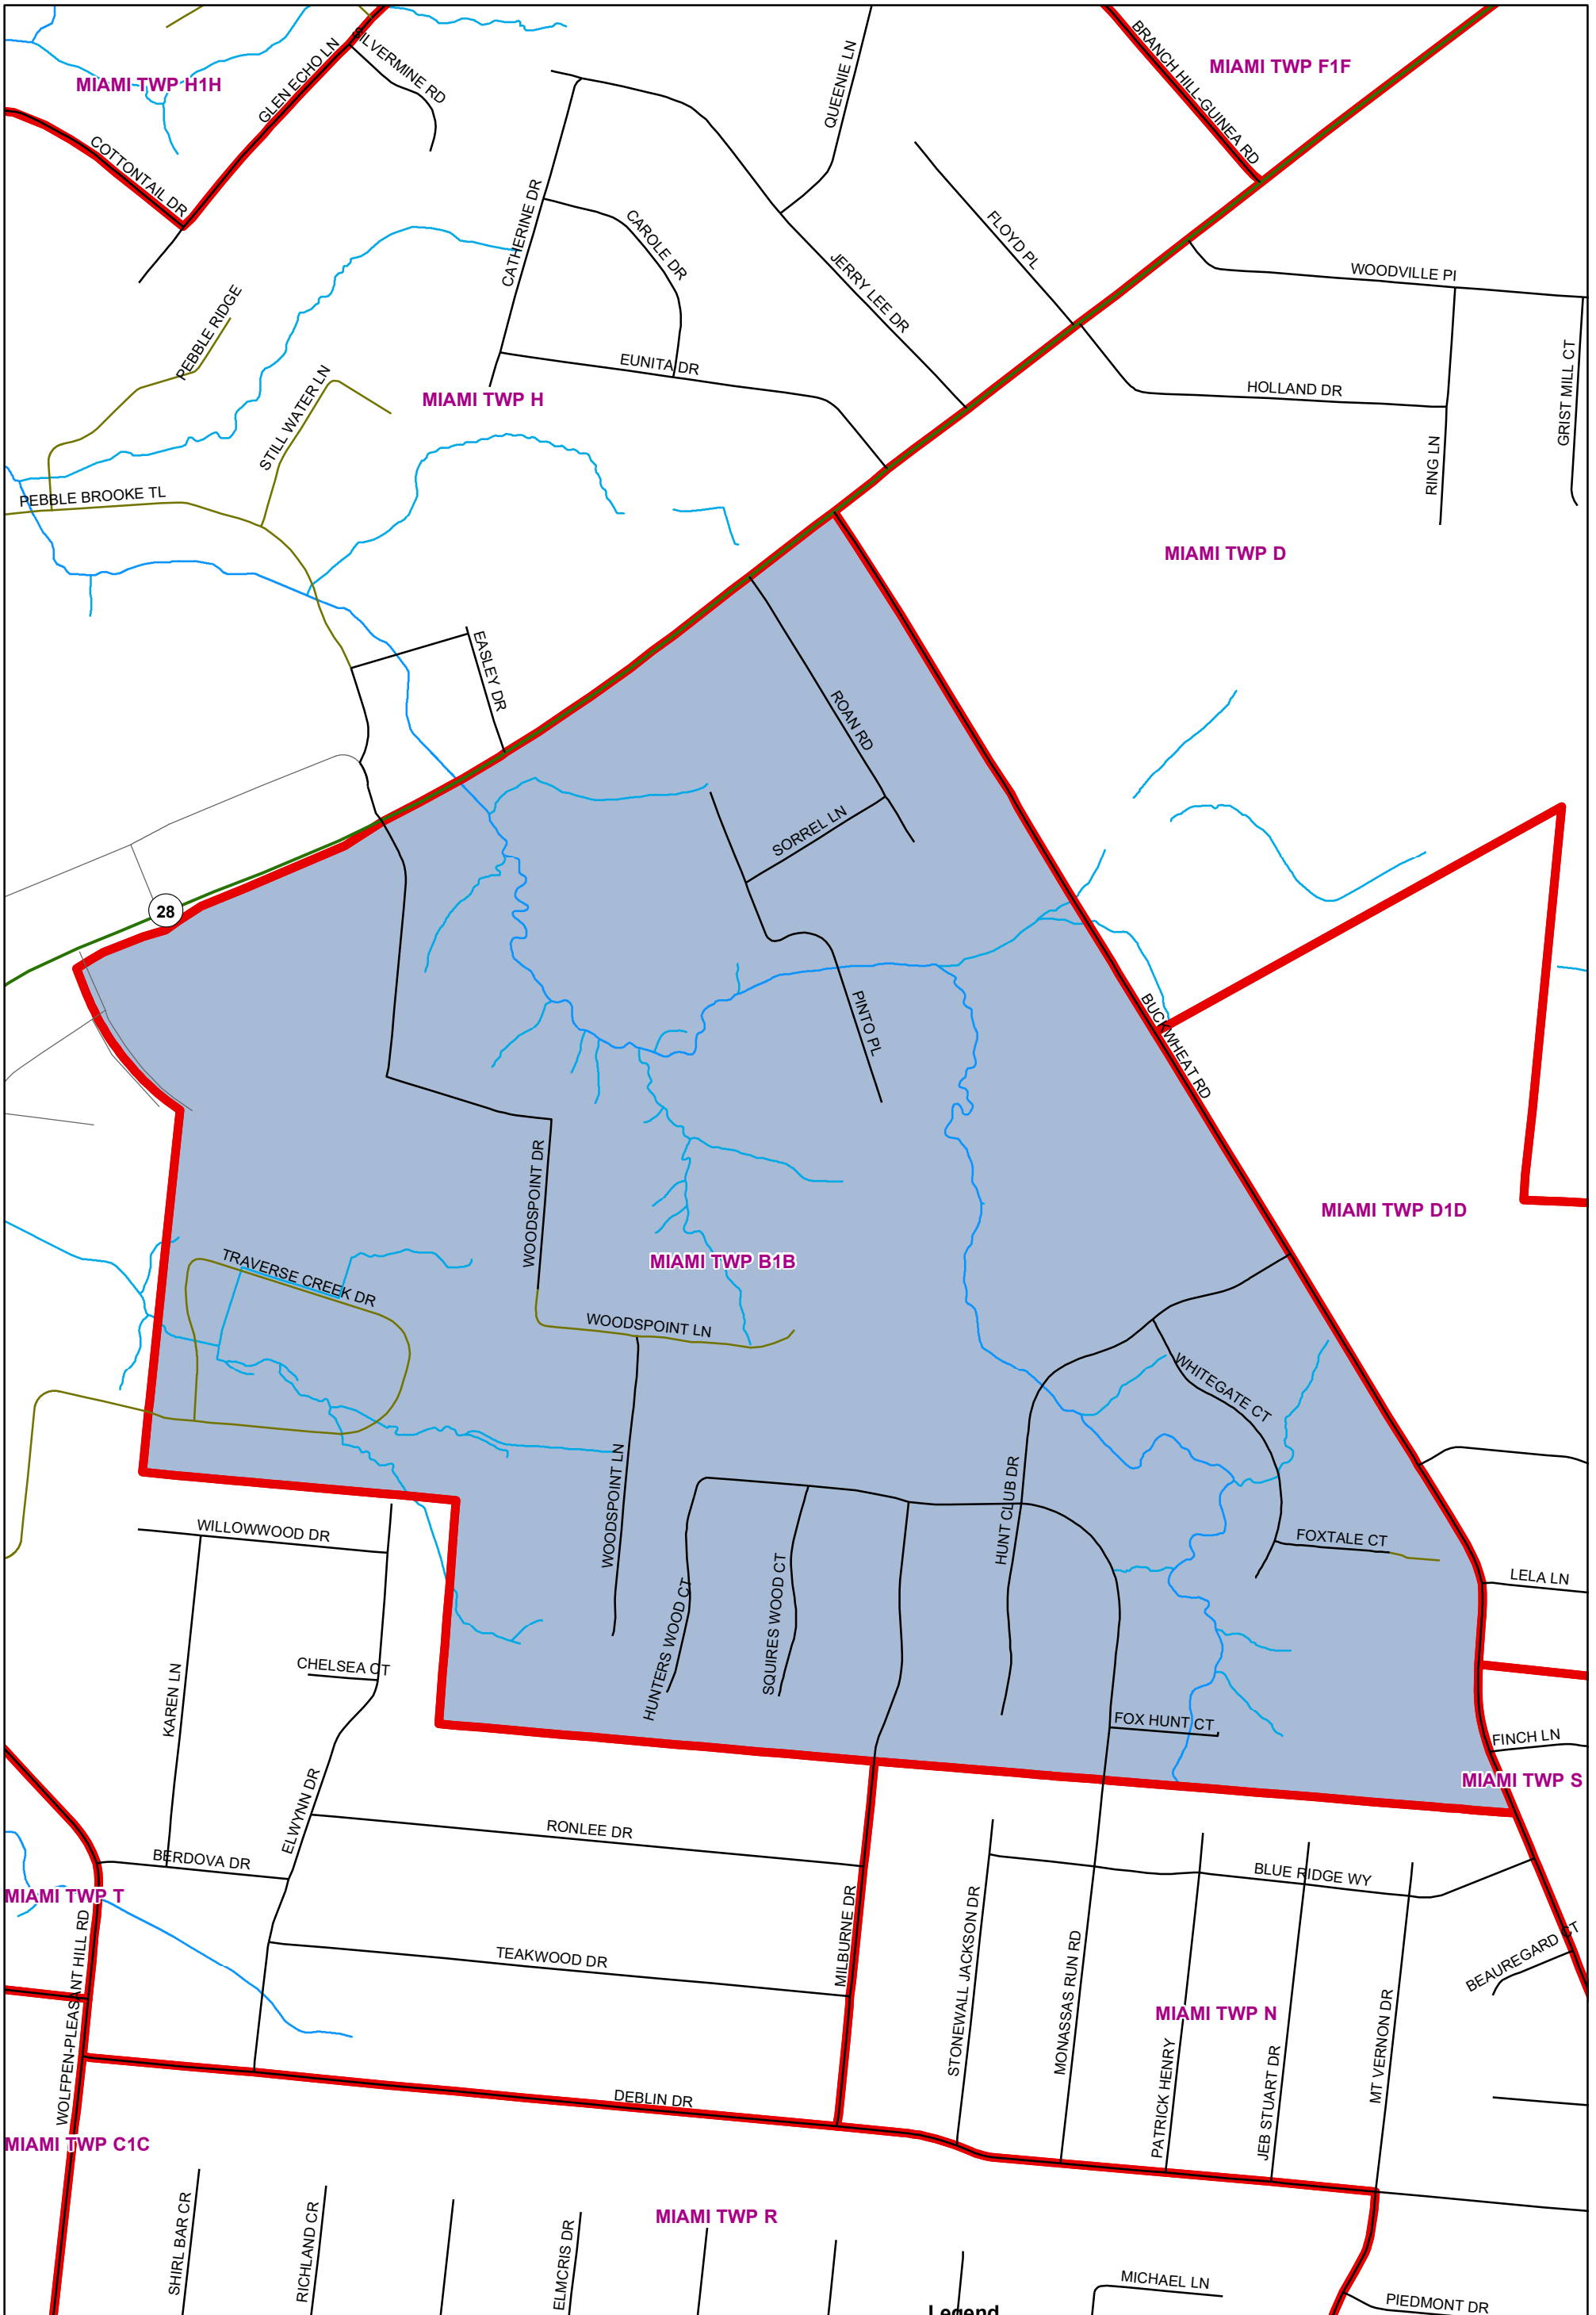 MIAMI TWP H1H
GLEN ECHO LN
SILVERMINE RD
COTTONTAIL DR
QUEENIE LN
BRANCH HILL-GUINEA RD
MIAMI TWP F1F
CATHERINE DR
CAROLE DR
JERRY LEE DR
FLOYD PL
WOODVILLE PI
PEBBLE RIDGE
STILL WATER LN
EUNITA DR
MIAMI TWP H
HOLLAND DR
GRIST MILL CT
RING LN
PEBBLE BROOKE TL
MIAMI TWP D
EASLEY DR
ROAN RD
SORREL LN
28
PINTO PL
BUCKWHEAT RD
WOODSPOINT DR
MIAMI TWP D1D
MIAMI TWP B1B
TRAVERSE CREEK DR
WOODSPOINT LN
WHITEGATE CT
WOODSPOINT LN
HUNT CLUB DR
WILLOWWOOD DR
FOXTALE CT
LELA LN
HUNTERS WOOD CT
SQUIRES WOOD CT
KAREN LN
CHELSEA CT
FOX HUNT CT
FINCH LN
MIAMI TWP S
ELWYNN DR
RONLEE DR
BERDOVA DR
BLUE RIDGE WY
MIAMI TWP T
WOLFPEN-PLEASANT HILL RD
TEAKWOOD DR
MILBURNE DR
STONEWALL JACKSON DR
MONASSAS RUN RD
BEAUREGARD CT
MIAMI TWP N
PATRICK HENRY
JEB STUART DR
MT VERNON DR
DEBLIN DR
MIAMI TWP C1C
MIAMI TWP R
SHIRL BAR CR
RICHLAND CR
ELMCRIS DR
MICHAEL LN
PIEDMONT DR
Legend